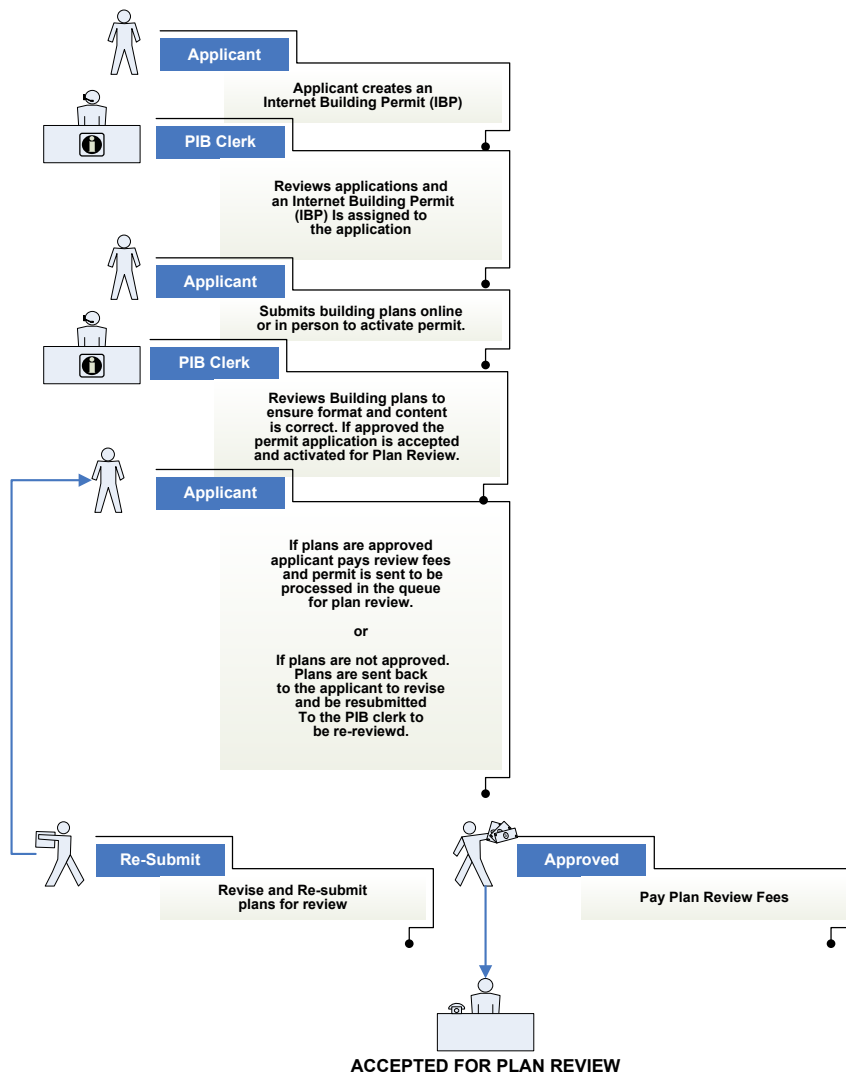 Applicant
Applicant creates an
Internet Building Permit (IBP)
PIB Clerk
Reviews applications and
an Internet Building Permit
(IBP) Is assigned to
the application
Applicant
Submits building plans online
or in person to activate permit.
PIB Clerk
Reviews Building plans to
ensure format and content
is correct. If approved the
permit application is accepted
and activated for Plan Review.
Applicant
If plans are approved
applicant pays review fees
and permit is sent to be
processed in the queue
for plan review.
or
If plans are not approved.
Plans are sent back
to the applicant to revise
and be resubmitted
To the PIB clerk to
be re-reviewd.
Re-Submit
Revise and Re-submit
plans for review
Approved
Pay Plan Review Fees
ACCEPTED FOR PLAN REVIEW